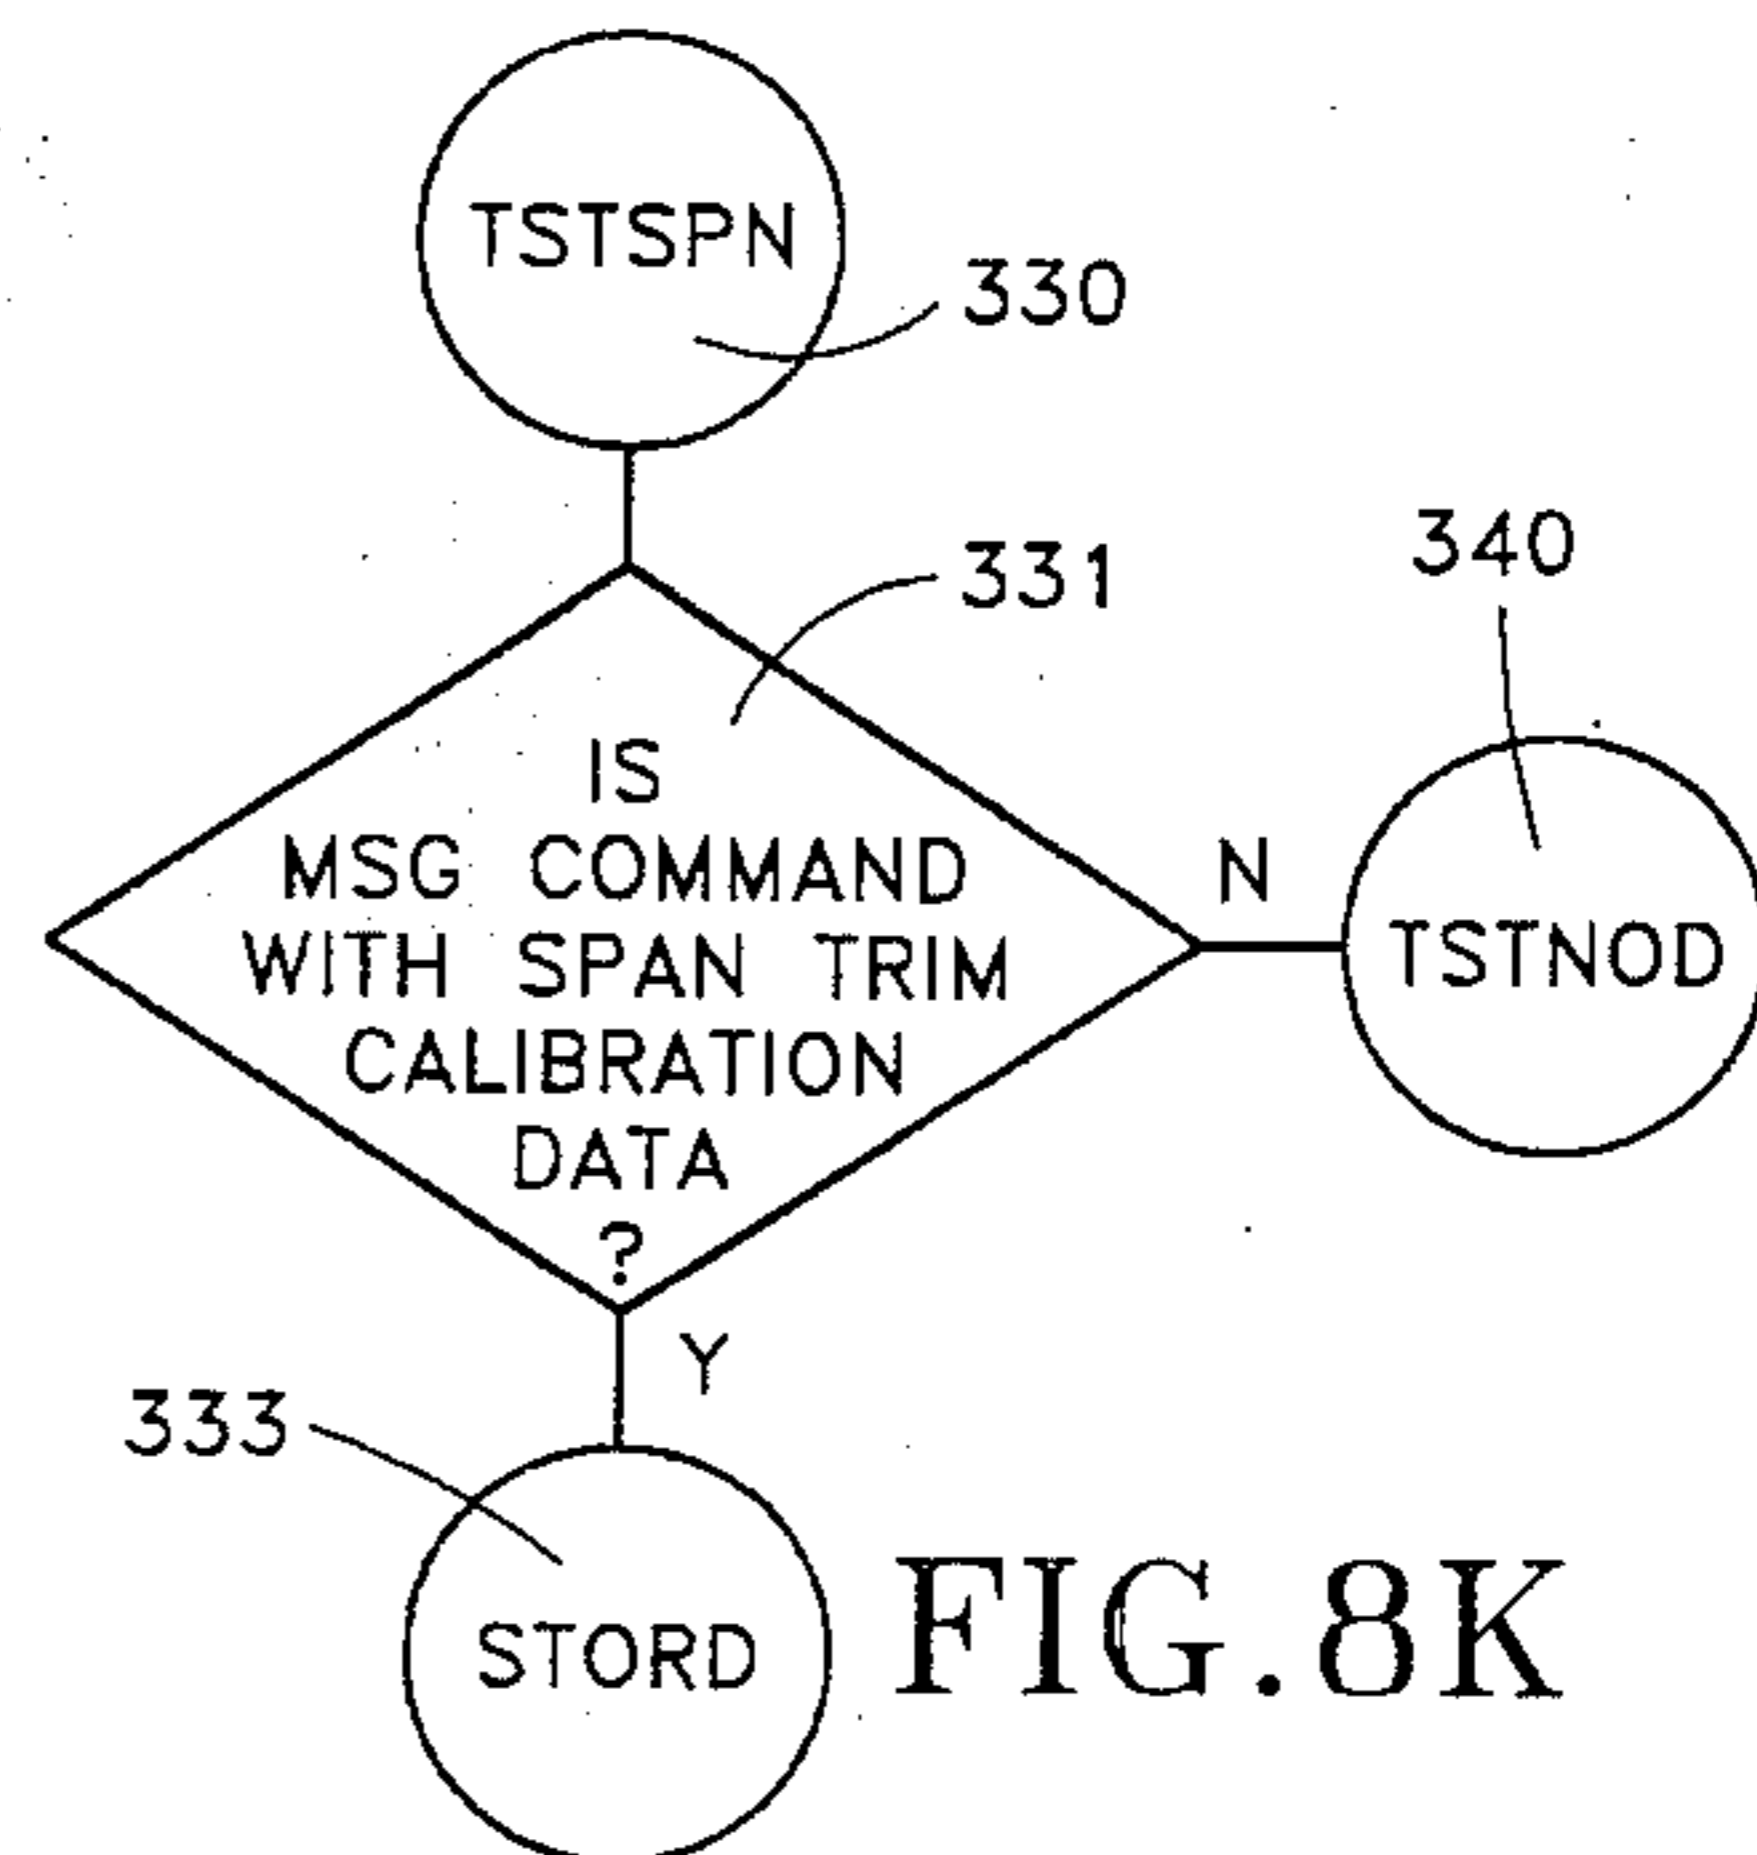 TSTSPN
330
331
340
IS
MSG COMMAND
WITH SPAN TRIM
CALIBRATION
DATA
?
N
TSTNOD
Y
333
STORD
FIG.8K